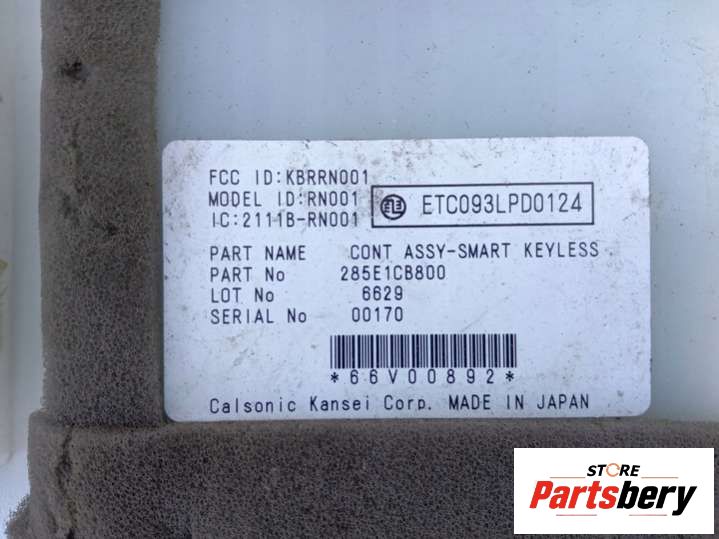 FCC ID:KBRRN001
MODEL ID:RN001
IC:2111B-RN001
ETC093LPD0124
PART NAME CONT ASSY-SMART KEYLESS
PART No 285E1CB800
LOT No 6629
SERIAL No 00170
*66V00892*
Calsonic Kansei Corp. MADE IN JAPAN
STORE
Partsbery